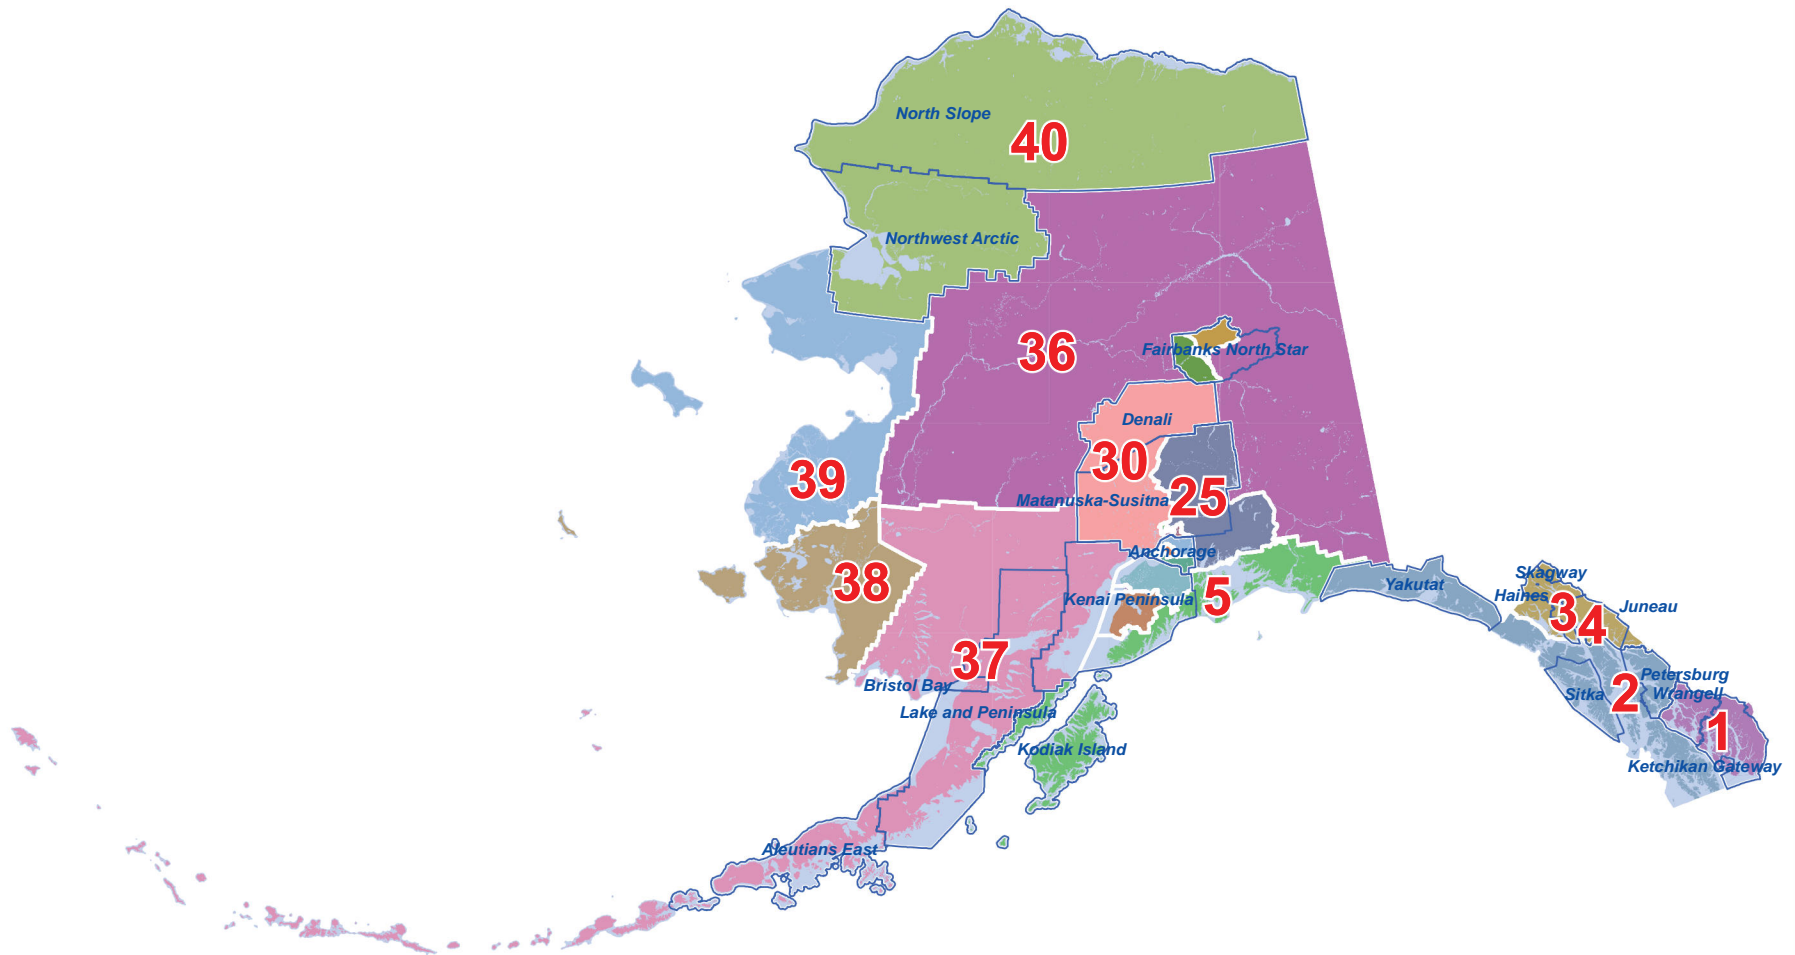 North Slope
40
Northwest Arctic
36
Fairbanks North Star
Denali
30
39
25
Matanuska-Susitna
Anchorage
38
5
Kenai Peninsula
Yakutat
Skagway
Haines
3
4
Juneau
37
Bristol Bay
Petersburg
Sitka
2
Wrangell
Lake and Peninsula
1
Kodiak Island
Ketchikan Gateway
Aleutians East